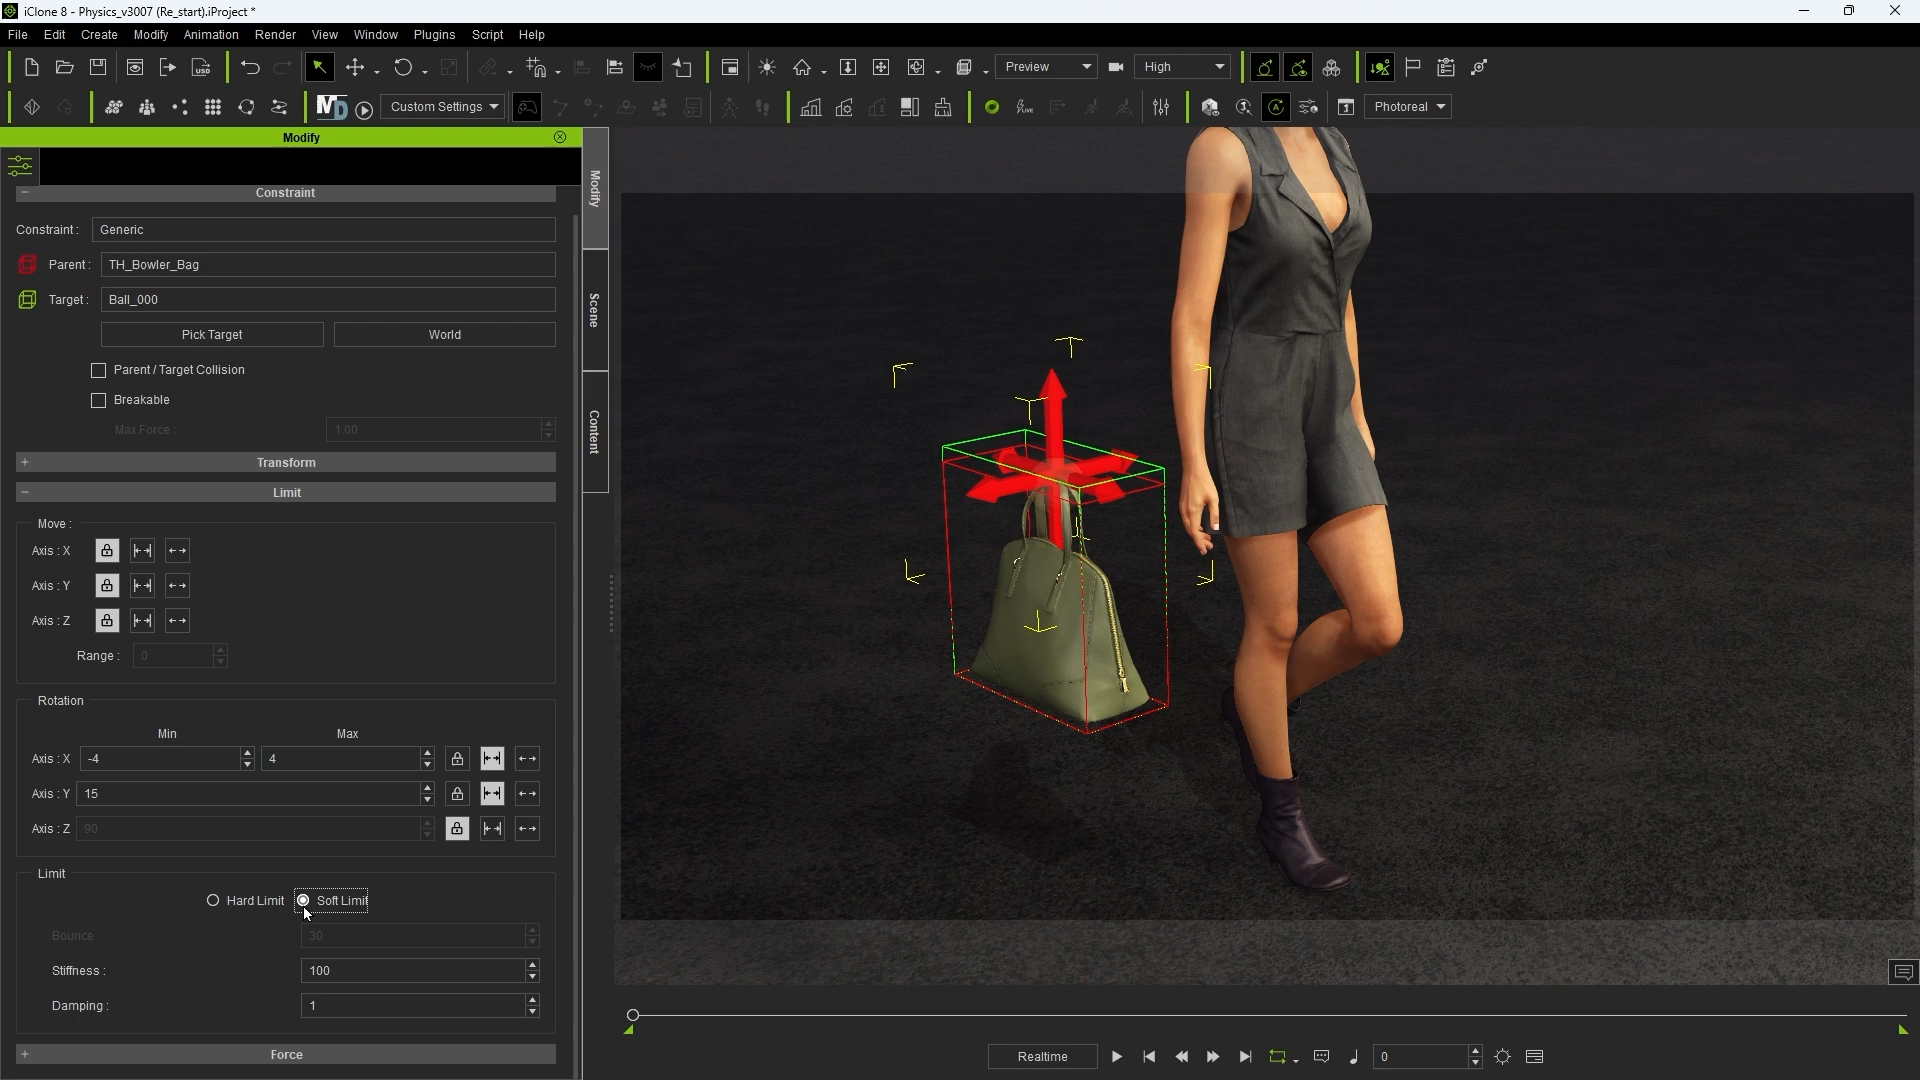 iClone 8 - Physics_v3007 (Re_start).iProject *
File Edit Create Modify Animation Render View Window Plugins Script Help
USD Preview High
MD Custom Settings LIVE A Photoreal
Modify
Modify
Scene
Content
Constraint
Constraint : Generic
Parent : TH_Bowler_Bag
Target : Ball_000
Pick Target World
Parent / Target Collision
Breakable
Max Force : 1.00
Transform
Limit
Move :
Axis : X
Axis : Y
Axis : Z
Range : 0
Rotation
Min Max
Axis : X -4 4
Axis : Y 15
Axis : Z 90
Limit
Hard Limit Soft Limit
Bounce : 30
Stiffness : 100
Damping : 1
Force
Realtime 0